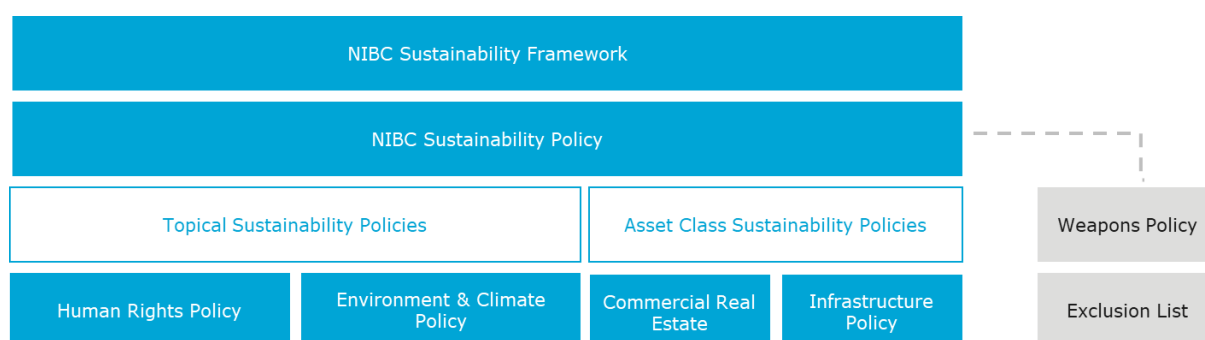 NIBC Sustainability Framework
NIBC Sustainability Policy
Topical Sustainability Policies
Asset Class Sustainability Policies
Weapons Policy
Human Rights Policy
Environment & Climate
Policy
Commercial Real
Estate
Infrastructure
Policy
Exclusion List